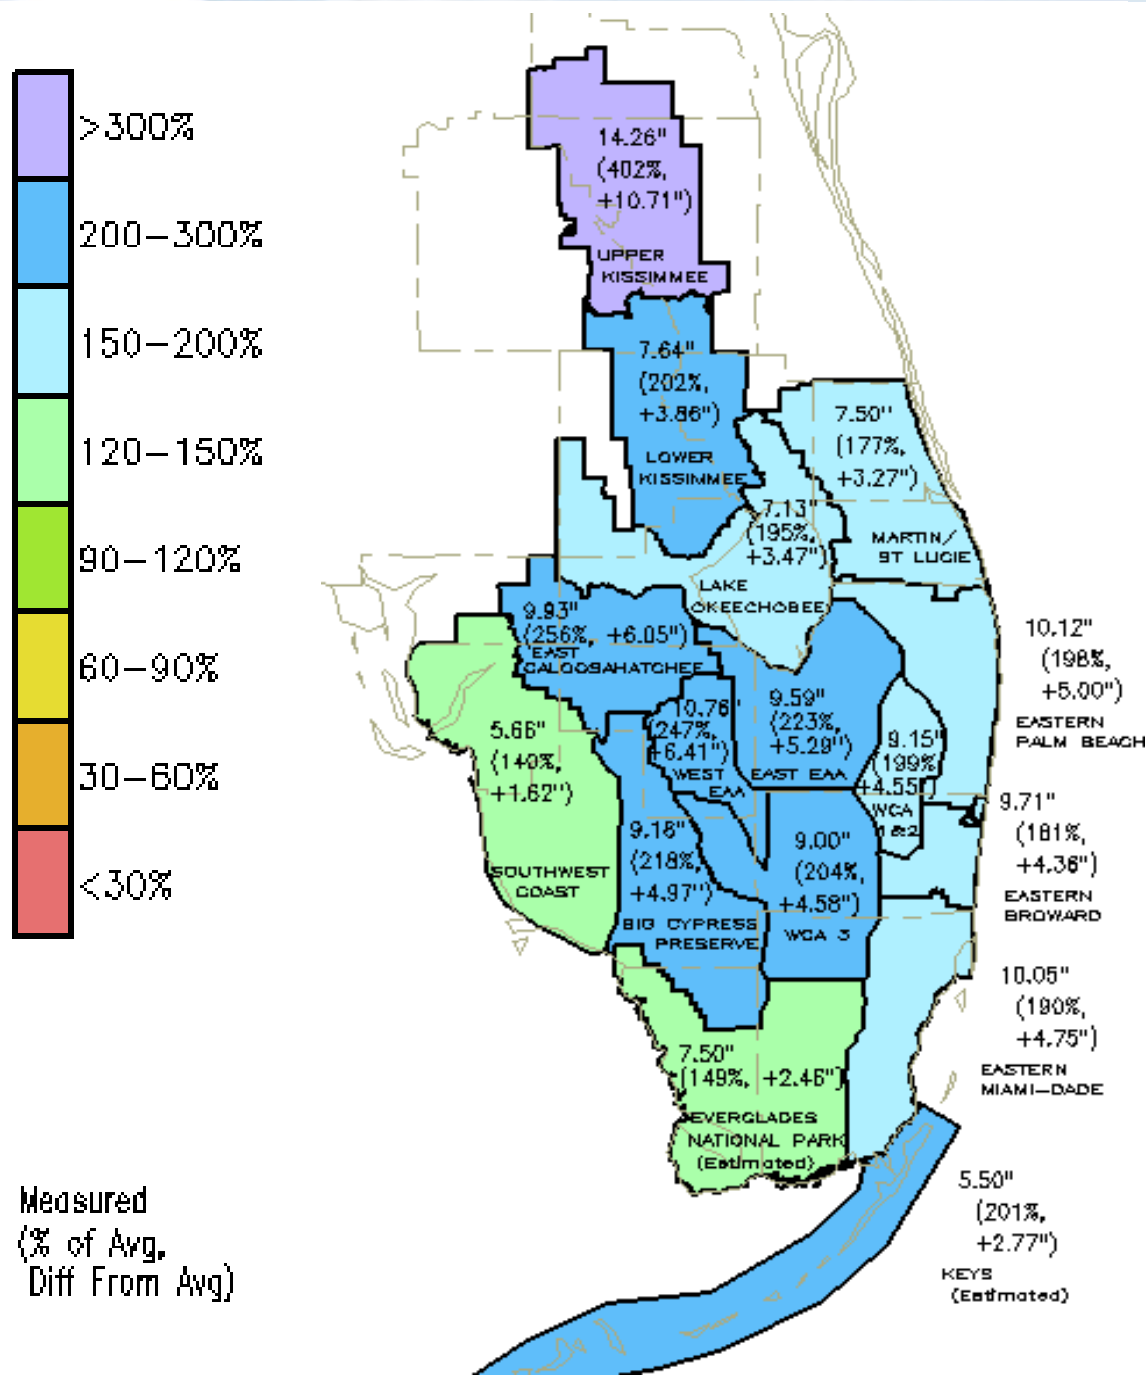 >300%
200-300%
150-200%
120-150%
90-120%
60-90%
30-60%
<30%
Measured
(% of Avg,
Diff From Avg)
14.26"
(402%,
+10.71")
UPPER
KISSIMMEE
7.64"
(202%,
+3.86")
LOWER
KISSIMMEE
7.50"
(177%,
+3.27")
MARTIN/
ST LUCIE
7.13"
(195%,
+3.47")
LAKE
OKEECHOBEE
9.93"
(256%, +6.05")
EAST
CALOOSAHATCHEE
10.12"
(198%,
+5.00")
EASTERN
PALM BEACH
5.66"
(140%,
+1.62")
SOUTHWEST
COAST
10.76"
247%,
+6.41")
WEST
EAA
9.59"
(223%,
+5.29")
EAST EAA
9.15"
(199%
+4.55")
WCA
1&2
9.71"
(181%,
+4.36")
EASTERN
BROWARD
9.18"
(218%,
+4.97")
BIG CYPRESS
PRESERVE
9.00"
(204%,
+4.58")
WCA 3
10.05"
(190%,
+4.75")
EASTERN
MIAMI-DADE
7.50"
(149%, +2.46")
EVERGLADES
NATIONAL PARK
(Estimated)
5.50"
(201%,
+2.77")
KEYS
(Estimated)